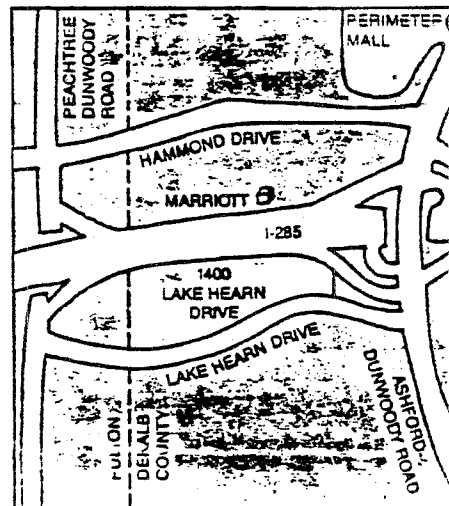 PERIMETER
MALL
PEACHTREE
DUNWOODY
ROAD
HAMMOND DRIVE
MARRIOTT
I-285
1400
LAKE HEARN
DRIVE
LAKE HEARN DRIVE
ASHFORD-
DUNWOODY ROAD
FULTON
DEKALB
COUNTY